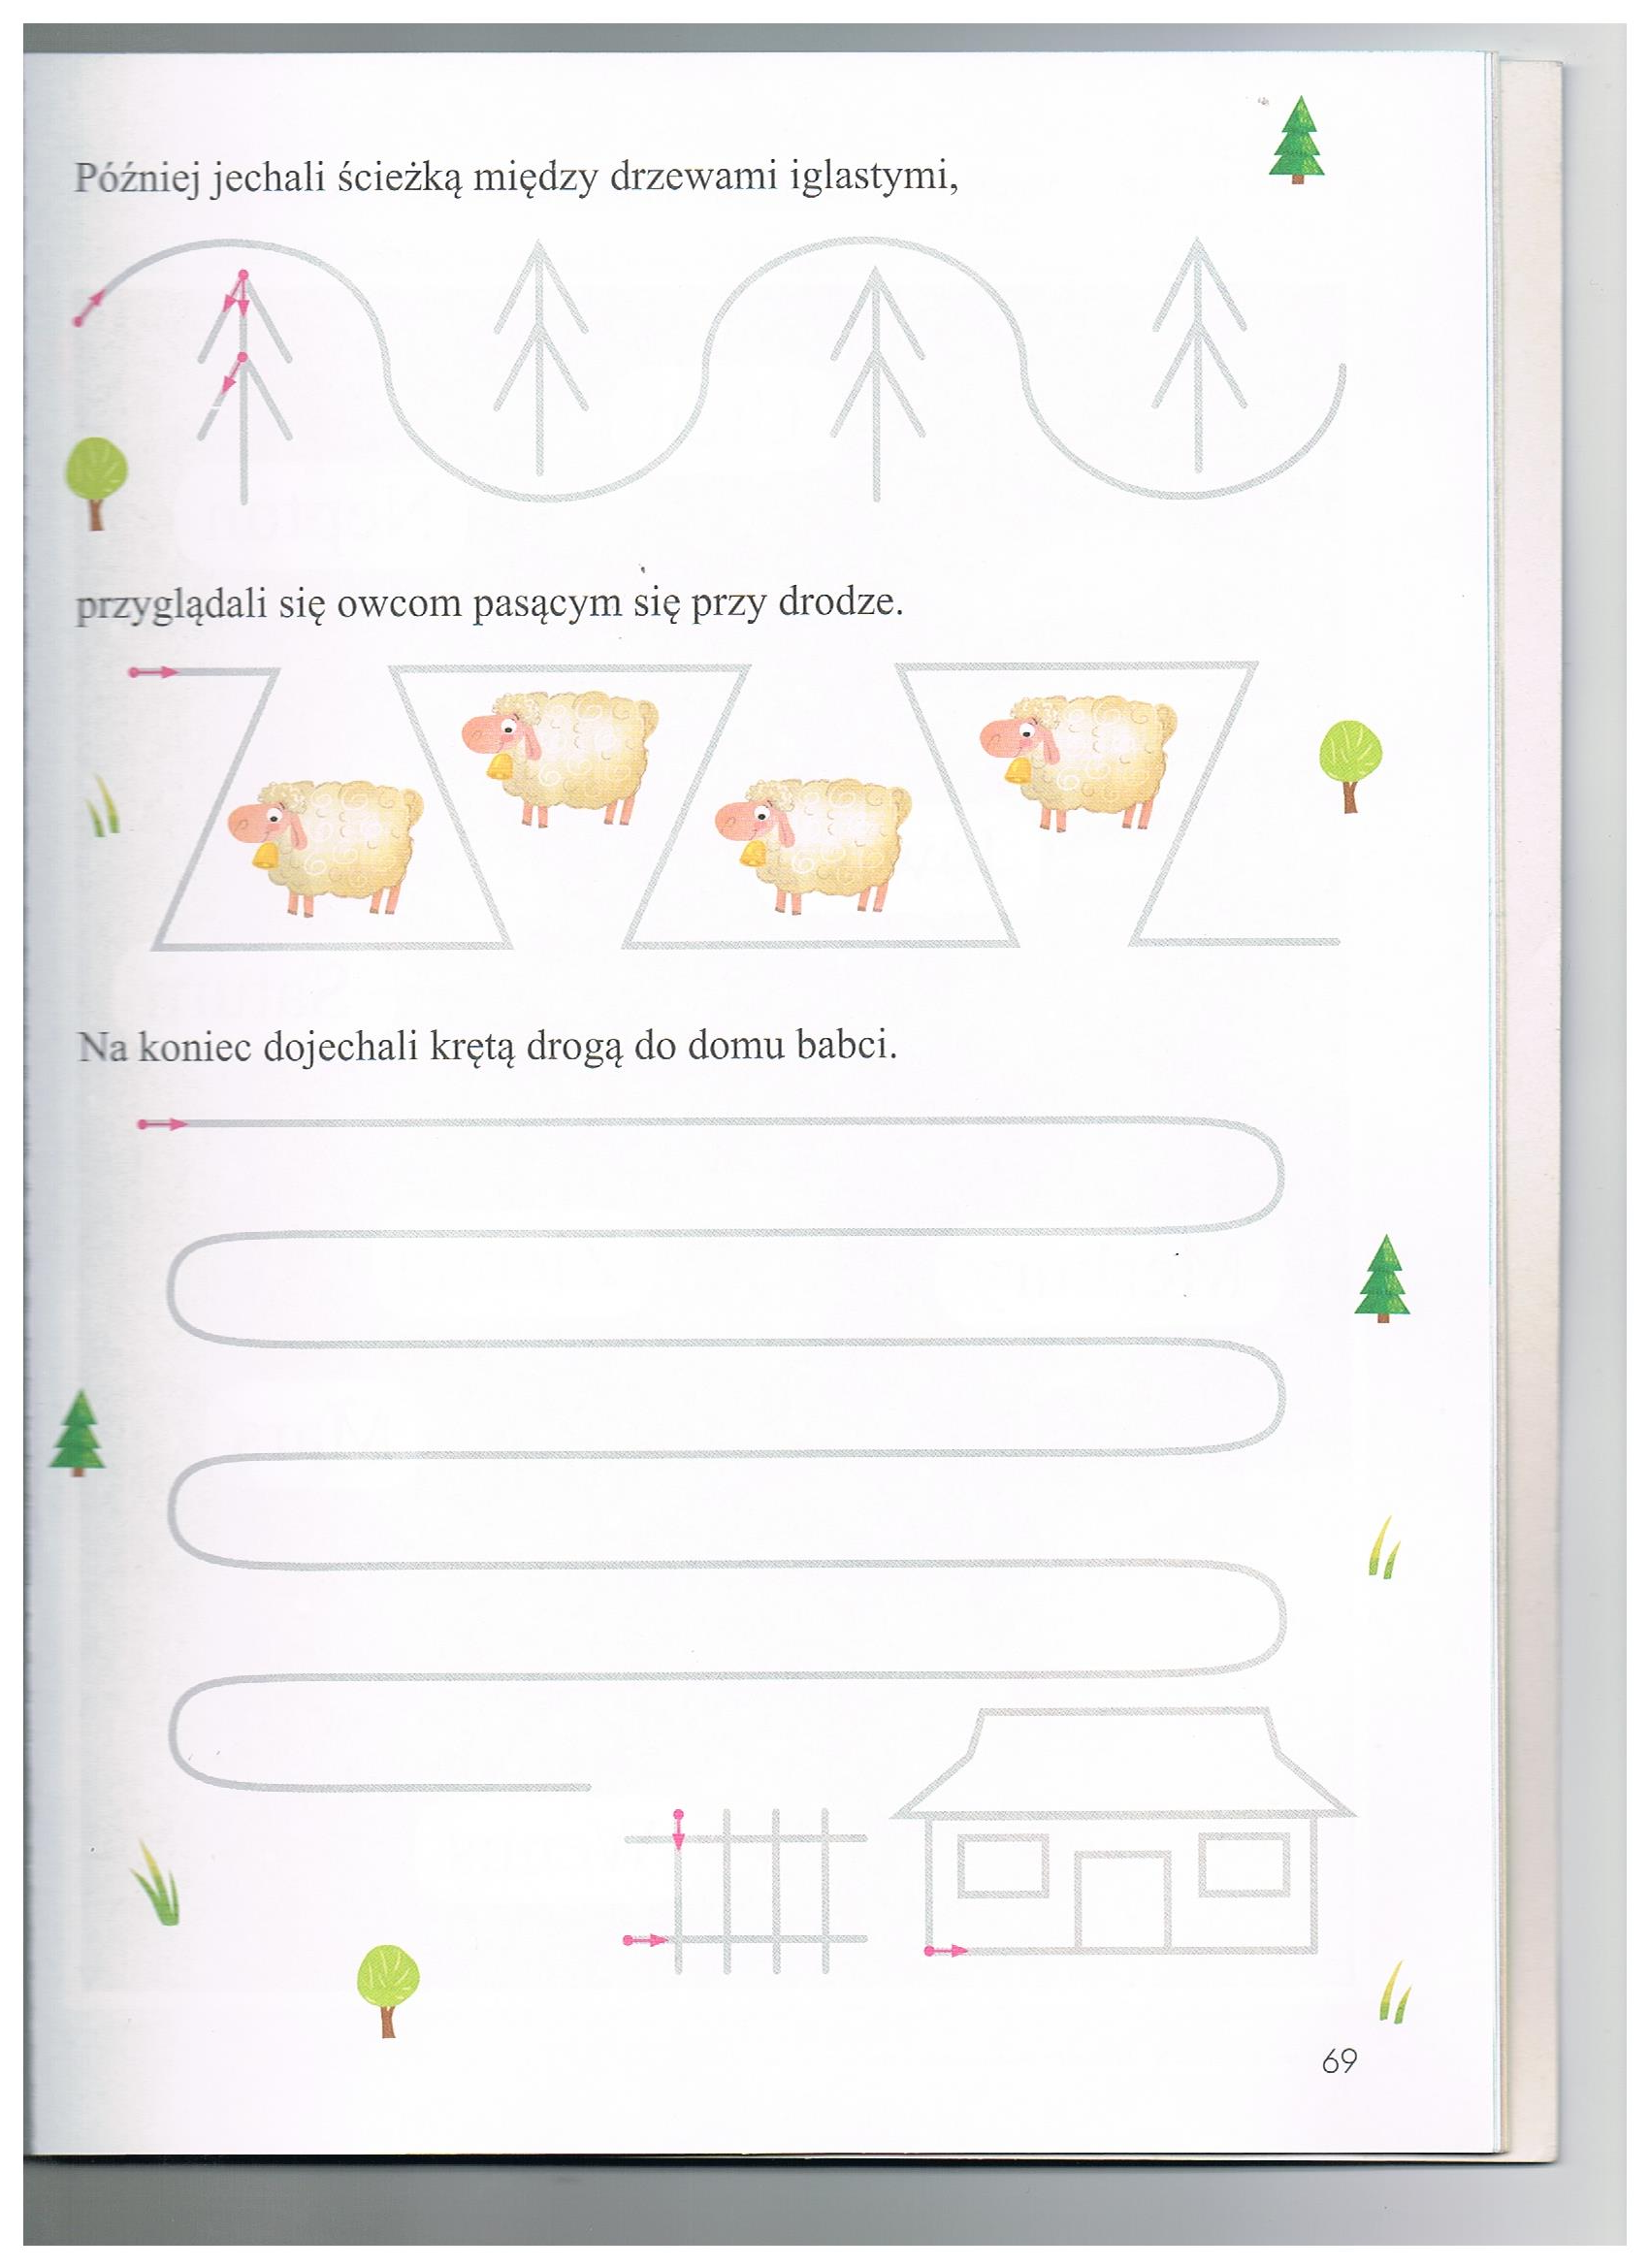 Później jechali ścieżką między drzewami iglastymi,
przyglądali się owcom pasącym się przy drodze.
Na koniec dojechali krętą drogą do domu babci.
69